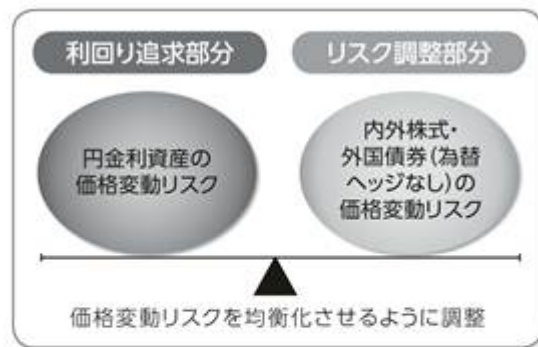 利回り追求部分
リスク調整部分
円金利資産の
価格変動リスク
内外株式・
外国債券(為替
ヘッジなし)の
価格変動リスク
価格変動リスクを均衡化させるように調整